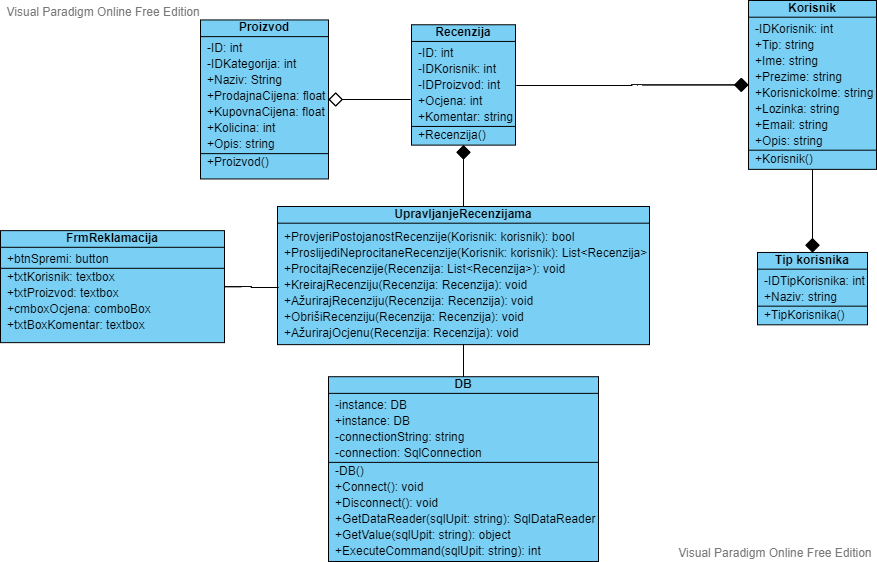 Visual Paradigm Online Free Edition
Proizvod
-ID: int
-IDKategorija: int
+Naziv: String
+ProdajnaCijena: float
+KupovnaCijena: float
+Kolicina: int
+Opis: string
+Proizvod()
Recenzija
-ID: int
-IDKorisnik: int
-IDProizvod: int
+Ocjena: int
+Komentar: string
+Recenzija()
Korisnik
-IDKorisnik: int
+Tip: string
+Ime: string
+Prezime: string
+KorisnickoIme: string
+Lozinka: string
+Email: string
+Opis: string
+Korisnik()
FrmReklamacija
+btnSpremi: button
+txtKorisnik: textbox
+txtProizvod: textbox
+cmboxOcjena: comboBox
+txtBoxKomentar: textbox
UpravljanjeRecenzijama
+ProvjeriPostojanostRecenzije(Korisnik: korisnik): bool
+ProslijediNeprocitaneRecenzije(Korisnik: korisnik): List<Recenzija>
+ProcitajRecenzije(Recenzija: List<Recenzija>): void
+KreirajRecenziju(Recenzija: Recenzija): void
+AžurirajRecenziju(Recenzija: Recenzija): void
+ObrišiRecenziju(Recenzija: Recenzija): void
+AžurirajOcjenu(Recenzija: Recenzija): void
Tip korisnika
-IDTipKorisnika: int
+Naziv: string
+TipKorisnika()
DB
-instance: DB
+instance: DB
-connectionString: string
-connection: SqlConnection
-DB()
+Connect(): void
+Disconnect(): void
+GetDataReader(sqlUpit: string): SqlDataReader
+GetValue(sqlUpit: string): object
+ExecuteCommand(sqlUpit: string): int
Visual Paradigm Online Free Edition